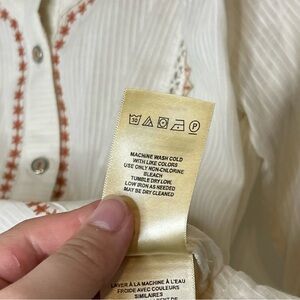 30
P
MACHINE WASH COLD
WITH LIKE COLORS
USE ONLY NON-CHLORINE
BLEACH
TUMBLE DRY LOW
LOW IRON AS NEEDED
MAY BE DRY CLEANED
LAVER À LA MACHINE À L'EAU
FROIDE AVEC COULEURS
SIMILAIRES